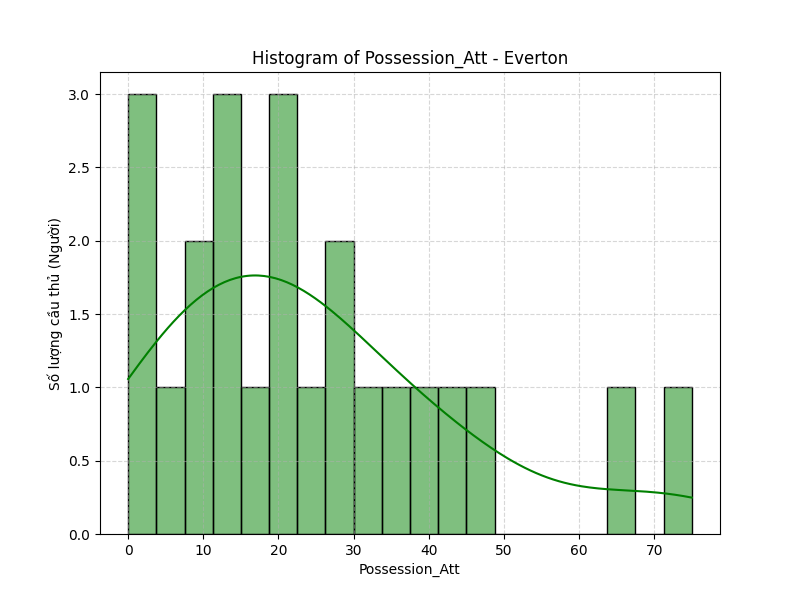 Histogram of Possession_Att - Everton
Số lượng cầu thủ (Người)
3.0
2.5
2.0
1.5
1.0
0.5
0.0
0 10 20 30 40 50 60 70
Possession_Att